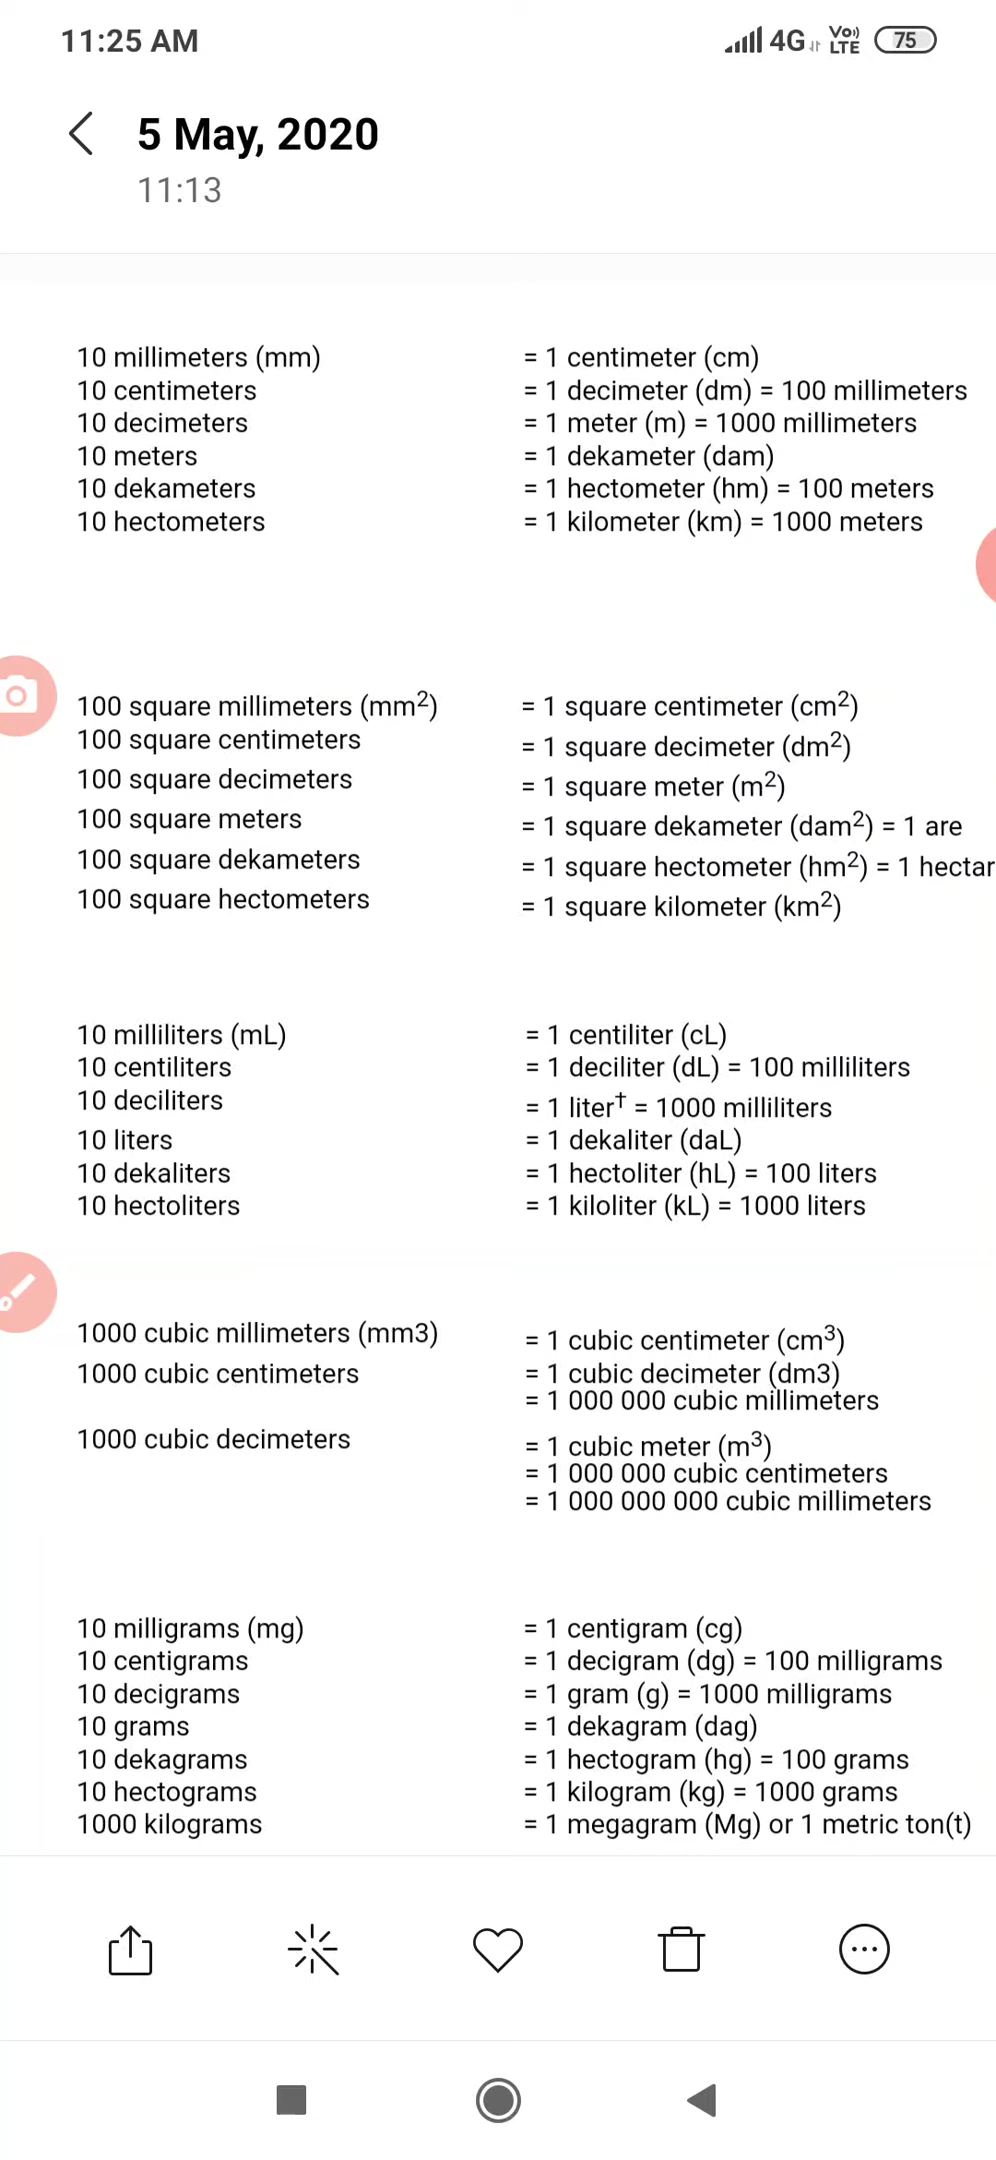 11:25 AM 4G Vo)) LTE 75
5 May, 2020
11:13
10 millimeters (mm) = 1 centimeter (cm)
10 centimeters = 1 decimeter (dm) = 100 millimeters
10 decimeters = 1 meter (m) = 1000 millimeters
10 meters = 1 dekameter (dam)
10 dekameters = 1 hectometer (hm) = 100 meters
10 hectometers = 1 kilometer (km) = 1000 meters
100 square millimeters (mm²) = 1 square centimeter (cm²)
100 square centimeters = 1 square decimeter (dm²)
100 square decimeters = 1 square meter (m²)
100 square meters = 1 square dekameter (dam²) = 1 are
100 square dekameters = 1 square hectometer (hm²) = 1 hectar
100 square hectometers = 1 square kilometer (km²)
10 milliliters (mL) = 1 centiliter (cL)
10 centiliters = 1 deciliter (dL) = 100 milliliters
10 deciliters = 1 liter† = 1000 milliliters
10 liters = 1 dekaliter (daL)
10 dekaliters = 1 hectoliter (hL) = 100 liters
10 hectoliters = 1 kiloliter (kL) = 1000 liters
1000 cubic millimeters (mm3) = 1 cubic centimeter (cm³)
1000 cubic centimeters = 1 cubic decimeter (dm3)
= 1 000 000 cubic millimeters
1000 cubic decimeters = 1 cubic meter (m³)
= 1 000 000 cubic centimeters
= 1 000 000 000 cubic millimeters
10 milligrams (mg) = 1 centigram (cg)
10 centigrams = 1 decigram (dg) = 100 milligrams
10 decigrams = 1 gram (g) = 1000 milligrams
10 grams = 1 dekagram (dag)
10 dekagrams = 1 hectogram (hg) = 100 grams
10 hectograms = 1 kilogram (kg) = 1000 grams
1000 kilograms = 1 megagram (Mg) or 1 metric ton(t)